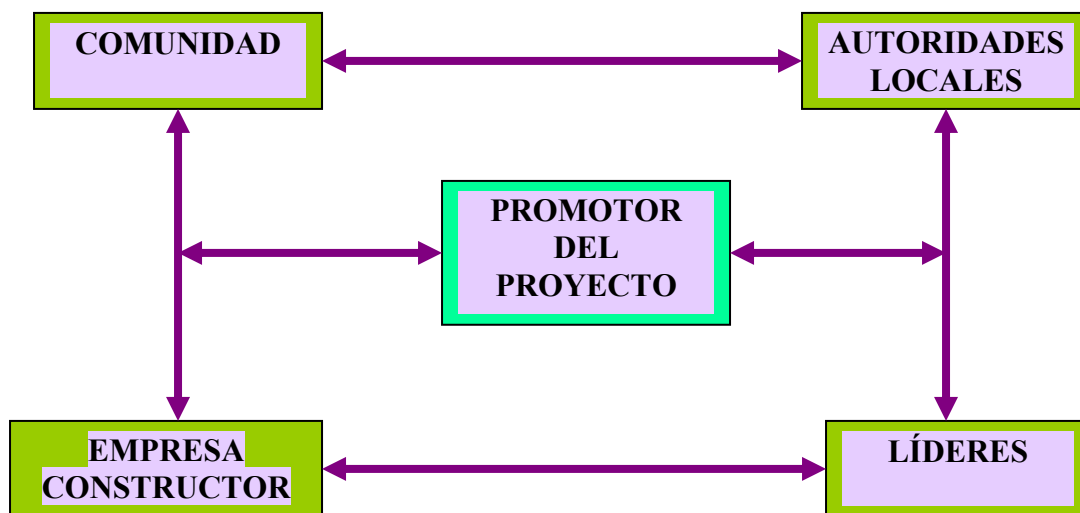 COMUNIDAD
AUTORIDADES
LOCALES
PROMOTOR
DEL
PROYECTO
EMPRESA
CONSTRUCTOR
LÍDERES